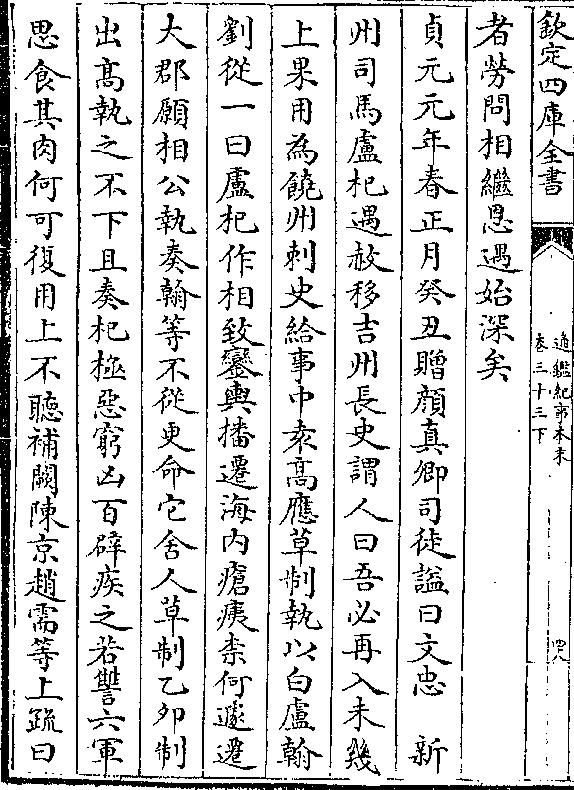 欽定四庫全書
通鑑紀事本末
卷三十三下
四八
者勞問相繼恩遇始深矣
貞元元年春正月癸丑贈顔真卿司徒諡曰文忠　新
州司馬盧杞遇赦移吉州長史謂人曰吾必再入未幾
上果用為饒州刺史給事中袁高應草制執以白盧翰
劉從一曰盧杞作相致鑾輿播遷海内瘡痍柰何遽遷
大郡願相公執奏翰等不從更命它舍人草制乙夘制
出髙執之不下且奏杞極惡窮凶百辟疾之若讐六軍
思食其肉何可復用上不聽補闕陳京趙需等上疏曰